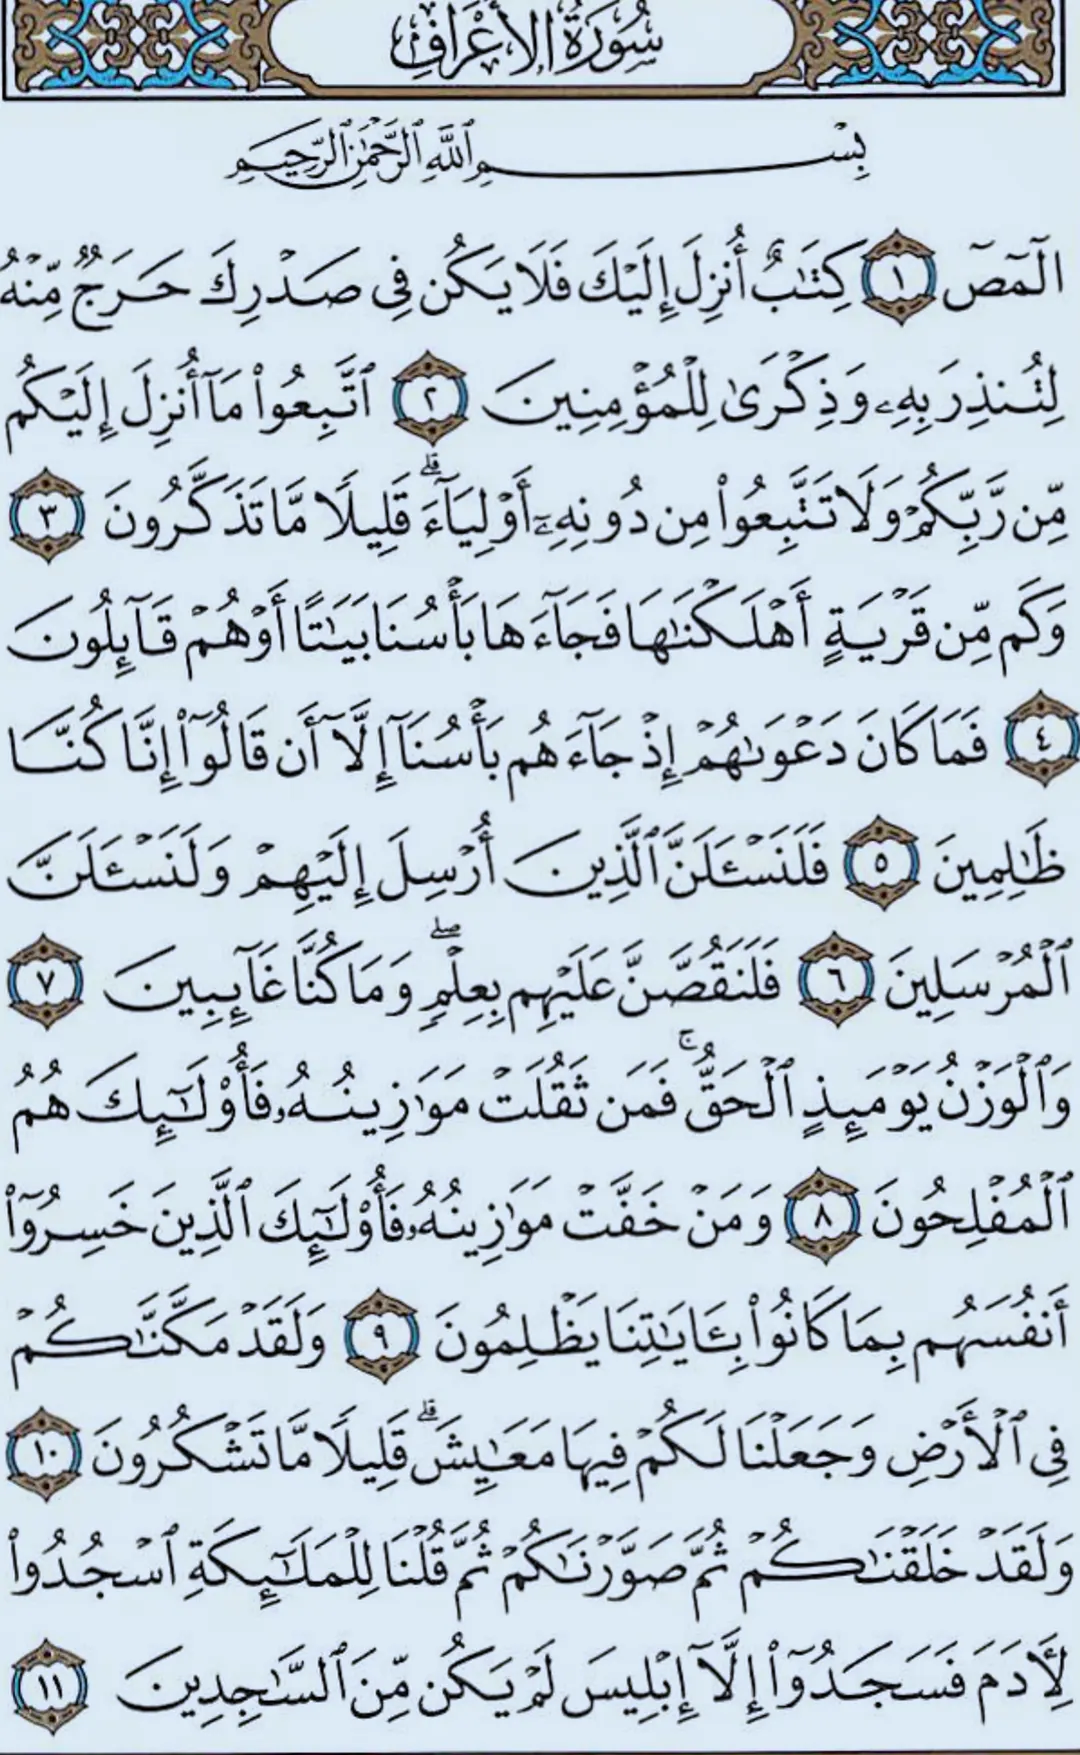 سُورَةُ الأَعْرَافِ
بِسْمِ ٱللَّهِ ٱلرَّحْمَٰنِ ٱلرَّحِيمِ
الٓمٓصٓ ١ كِتَٰبٌ أُنزِلَ إِلَيْكَ فَلَا يَكُن فِى صَدْرِكَ حَرَجٌ مِّنْهُ
لِتُنذِرَ بِهِۦ وَذِكْرَىٰ لِلْمُؤْمِنِينَ ٢ ٱتَّبِعُوا۟ مَآ أُنزِلَ إِلَيْكُم
مِّن رَّبِّكُمْ وَلَا تَتَّبِعُوا۟ مِن دُونِهِۦٓ أَوْلِيَآءَ ۗ قَلِيلًا مَّا تَذَكَّرُونَ ٣
وَكَم مِّن قَرْيَةٍ أَهْلَكْنَٰهَا فَجَآءَهَا بَأْسُنَا بَيَٰتًا أَوْ هُمْ قَآئِلُونَ
٤ فَمَا كَانَ دَعْوَىٰهُمْ إِذْ جَآءَهُم بَأْسُنَآ إِلَّآ أَن قَالُوٓا۟ إِنَّا كُنَّا
ظَٰلِمِينَ ٥ فَلَنَسْـَٔلَنَّ ٱلَّذِينَ أُرْسِلَ إِلَيْهِمْ وَلَنَسْـَٔلَنَّ
ٱلْمُرْسَلِينَ ٦ فَلَنَقُصَّنَّ عَلَيْهِم بِعِلْمٍ ۖ وَمَا كُنَّا غَآئِبِينَ ٧
وَٱلْوَزْنُ يَوْمَئِذٍ ٱلْحَقُّ ۚ فَمَن ثَقُلَتْ مَوَٰزِينُهُۥ فَأُو۟لَٰٓئِكَ هُمُ
ٱلْمُفْلِحُونَ ٨ وَمَنْ خَفَّتْ مَوَٰزِينُهُۥ فَأُو۟لَٰٓئِكَ ٱلَّذِينَ خَسِرُوٓا۟
أَنفُسَهُم بِمَا كَانُوا۟ بِـَٔايَٰتِنَا يَظْلِمُونَ ٩ وَلَقَدْ مَكَّنَّٰكُمْ
فِى ٱلْأَرْضِ وَجَعَلْنَا لَكُمْ فِيهَا مَعَٰيِشَ ۗ قَلِيلًا مَّا تَشْكُرُونَ ١٠
وَلَقَدْ خَلَقْنَٰكُمْ ثُمَّ صَوَّرْنَٰكُمْ ثُمَّ قُلْنَا لِلْمَلَٰٓئِكَةِ ٱسْجُدُوا۟
لِـَٔادَمَ فَسَجَدُوٓا۟ إِلَّآ إِبْلِيسَ لَمْ يَكُن مِّنَ ٱلسَّٰجِدِينَ ١١